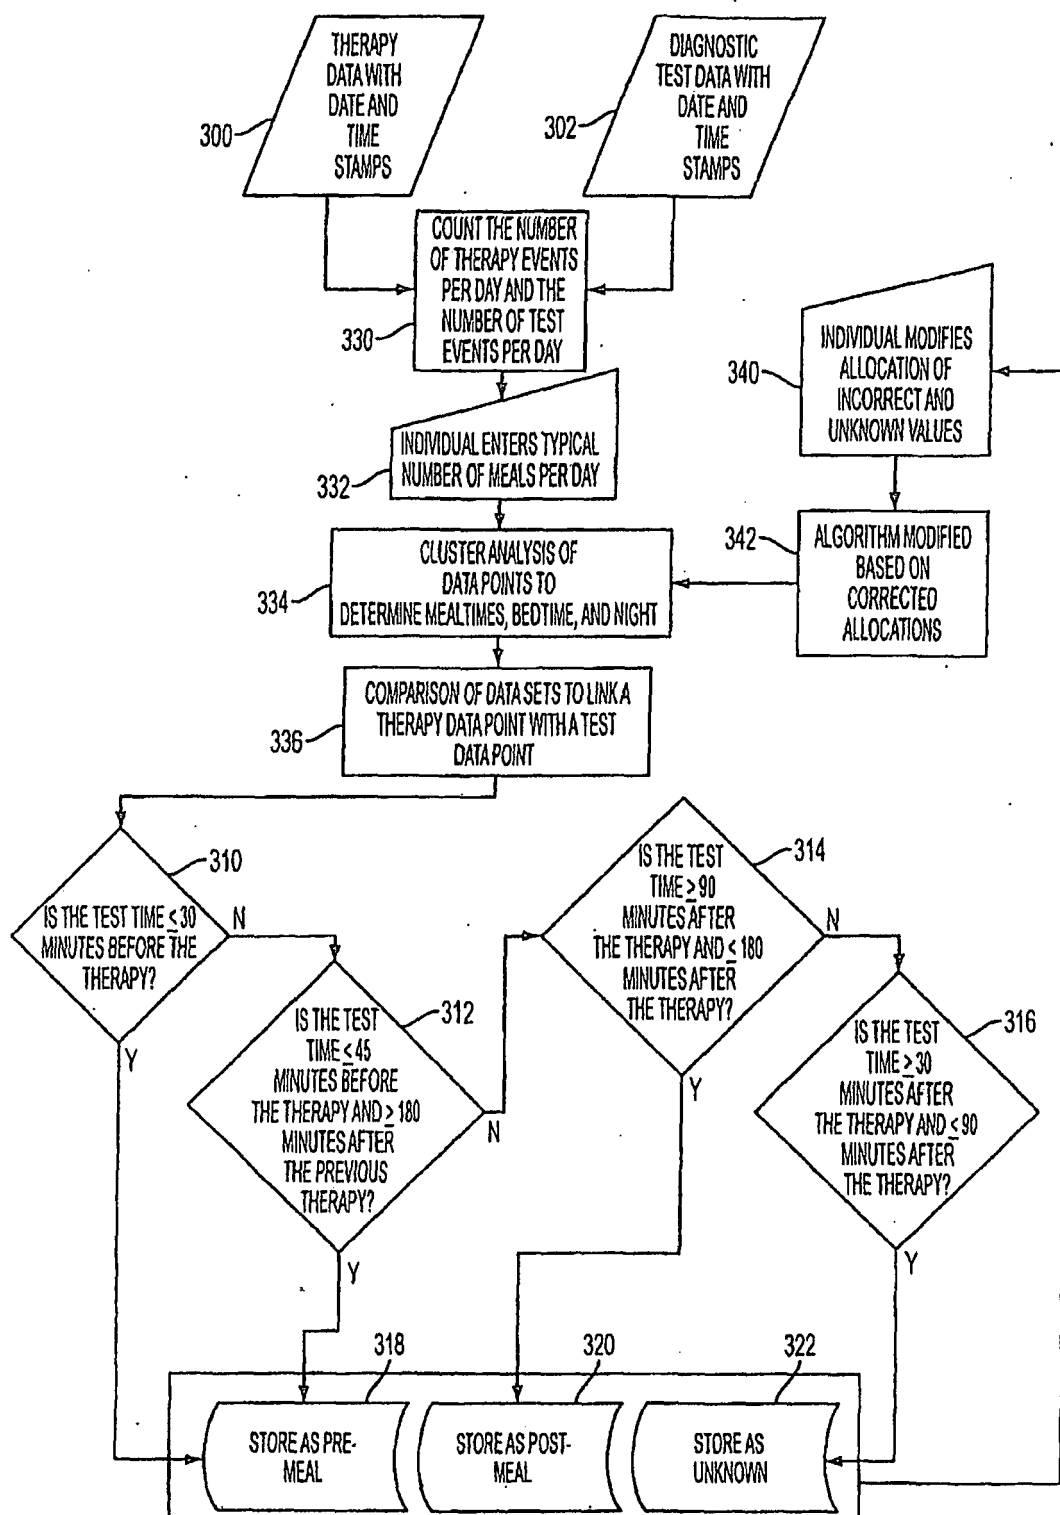 THERAPY
DATA WITH
DATE AND
TIME
STAMPS
300
DIAGNOSTIC
TEST DATA WITH
DATE AND
TIME
STAMPS
302
COUNT THE NUMBER
OF THERAPY EVENTS
PER DAY AND THE
NUMBER OF TEST
EVENTS PER DAY
330
INDIVIDUAL MODIFIES
ALLOCATION OF
INCORRECT AND
UNKNOWN VALUES
340
INDIVIDUAL ENTERS TYPICAL
NUMBER OF MEALS PER DAY
332
CLUSTER ANALYSIS OF
DATA POINTS TO
DETERMINE MEALTIMES, BEDTIME, AND NIGHT
334
ALGORITHM MODIFIED
BASED ON
CORRECTED
ALLOCATIONS
342
COMPARISON OF DATA SETS TO LINK A
THERAPY DATA POINT WITH A TEST
DATA POINT
336
310
IS THE TEST TIME ≤ 30
MINUTES BEFORE THE
THERAPY?
N
Y
312
IS THE TEST
TIME ≤ 45
MINUTES BEFORE
THE THERAPY AND ≥ 180
MINUTES AFTER
THE PREVIOUS
THERAPY?
N
Y
314
IS THE TEST
TIME ≥ 90
MINUTES AFTER
THE THERAPY AND ≤ 180
MINUTES AFTER
THE THERAPY?
N
Y
316
IS THE TEST
TIME ≥ 30
MINUTES AFTER
THE THERAPY AND ≤ 90
MINUTES AFTER
THE THERAPY?
Y
318
STORE AS PRE-
MEAL
320
STORE AS POST-
MEAL
322
STORE AS
UNKNOWN